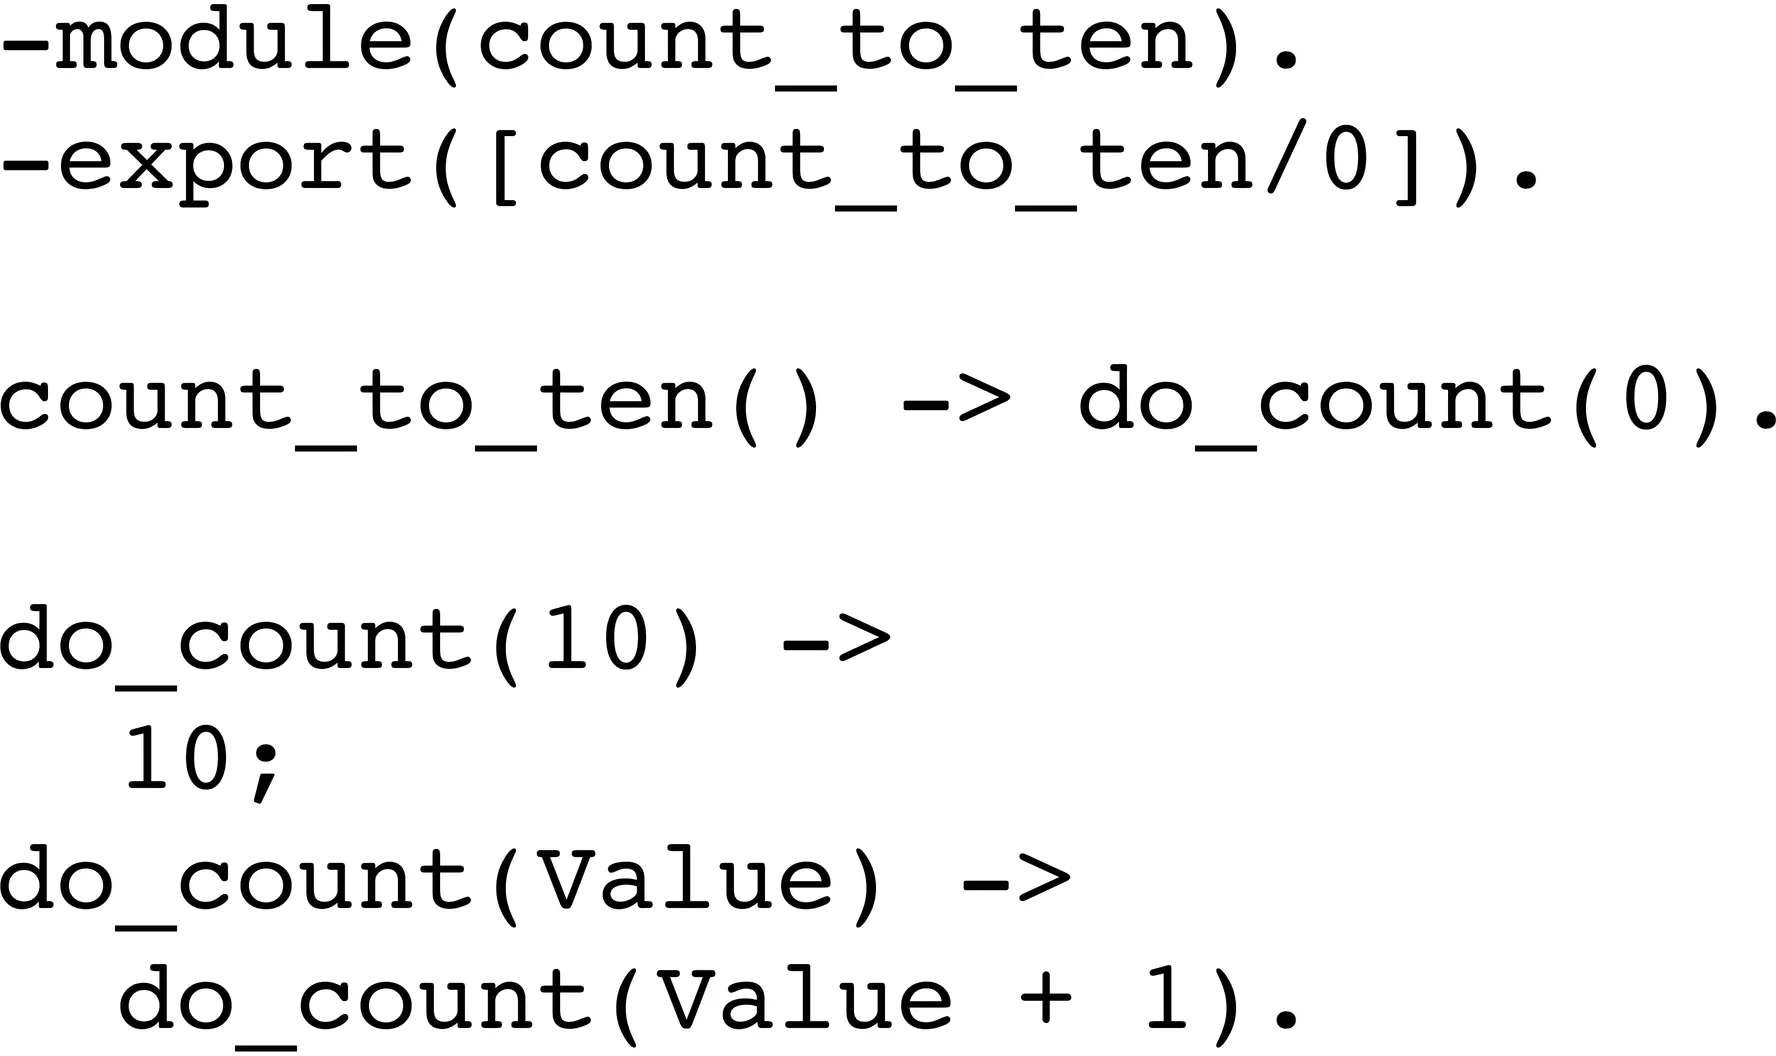 -module(count_to_ten).
-export([count_to_ten/0]).

count_to_ten() -> do_count(0).

do_count(10) ->
  10;
do_count(Value) ->
  do_count(Value + 1).